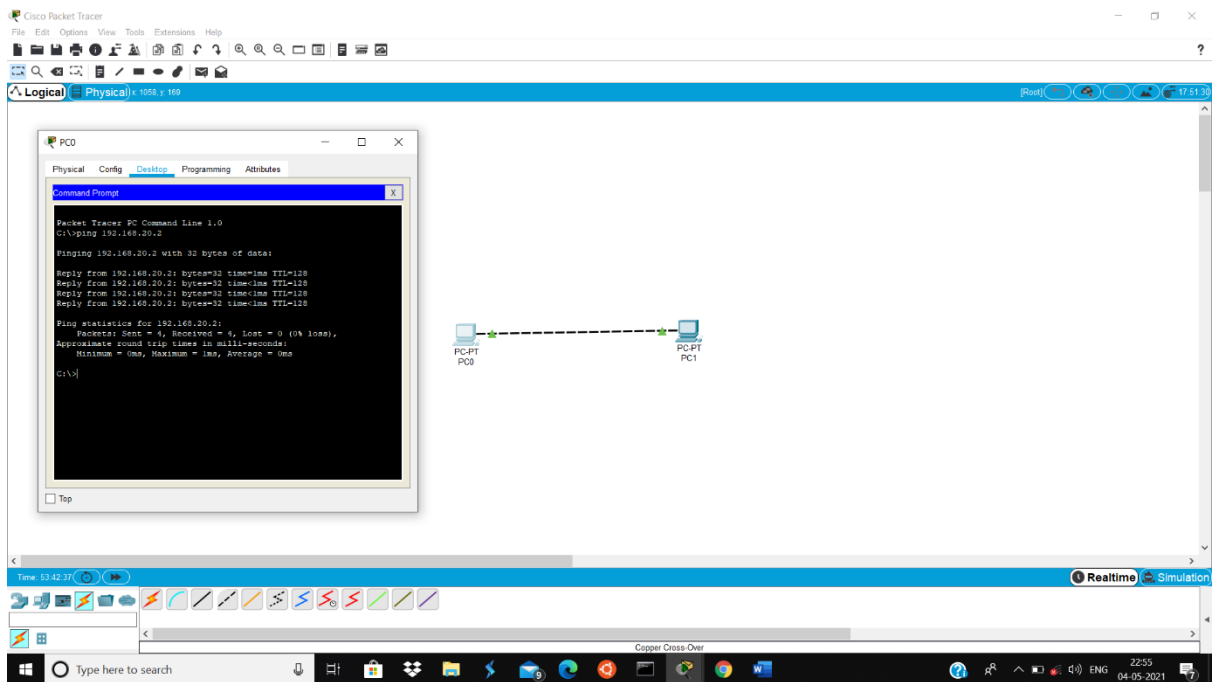 Cisco Packet Tracer
File Edit Options View Tools Extensions Help
?
Logical Physical x: 1058, y: 169 [Root] 17:51:30
PC0
Physical Config Desktop Programming Attributes
Command Prompt X
Packet Tracer PC Command Line 1.0
C:\>ping 192.168.20.2
Pinging 192.168.20.2 with 32 bytes of data:
Reply from 192.168.20.2: bytes=32 time=1ms TTL=128
Reply from 192.168.20.2: bytes=32 time<1ms TTL=128
Reply from 192.168.20.2: bytes=32 time<1ms TTL=128
Reply from 192.168.20.2: bytes=32 time<1ms TTL=128
Ping statistics for 192.168.20.2:
Packets: Sent = 4, Received = 4, Lost = 0 (0% loss),
Approximate round trip times in milli-seconds:
Minimum = 0ms, Maximum = 1ms, Average = 0ms
C:\>
Top
PC-PT
PC0
PC-PT
PC1
Time: 53:42:37 Realtime Simulation
Copper Cross-Over
Type here to search
9
W
ENG
22:55
04-05-2021
7